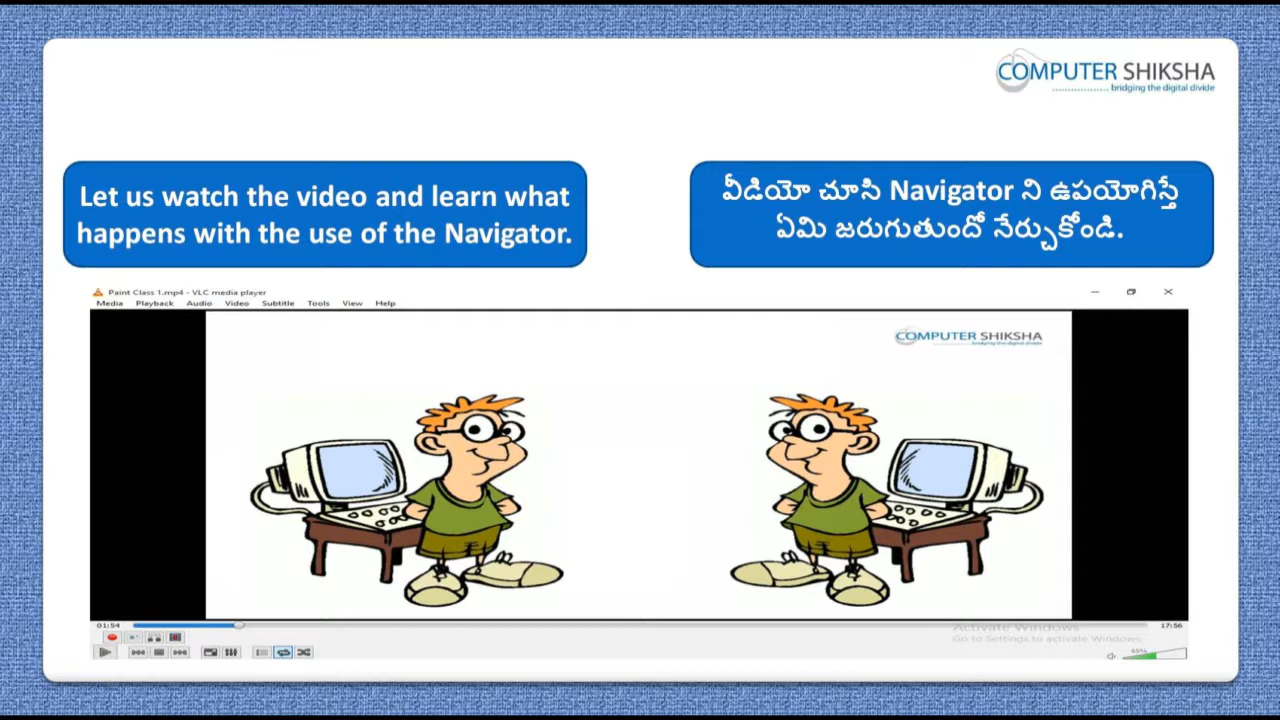 COMPUTER SHIKSHA
bridging the digital divide
Let us watch the video and learn what
happens with the use of the Navigator.
వీడియో చూసి Navigator ని ఉపయోగిస్తే
ఏమి జరుగుతుందో నేర్చుకోండి.
Paint Class 1.mp4 - VLC media player
Media Playback Audio Video Subtitle Tools View Help
COMPUTER SHIKSHA
bridging the digital divide
01:54
17:56
Activate Windows
Go to Settings to activate Windows.
65%